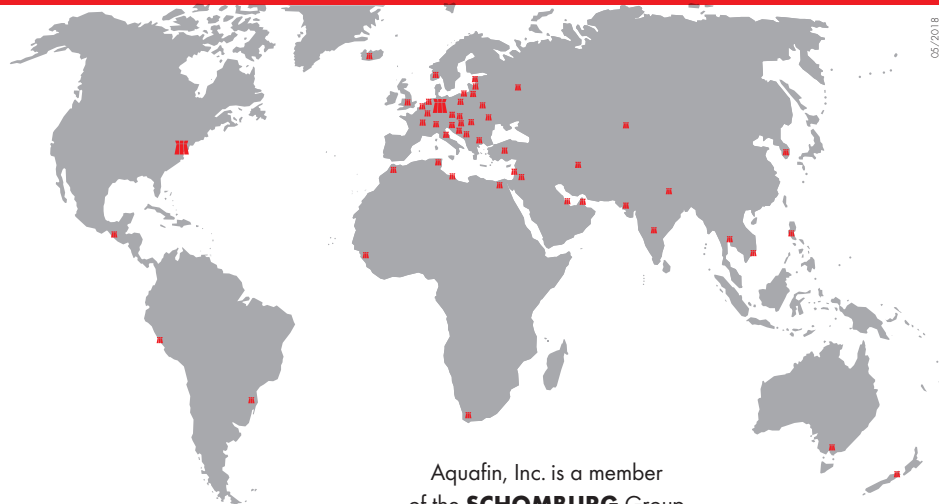 05/2018
Aquafin, Inc. is a member
of the SCHOMBURG Group